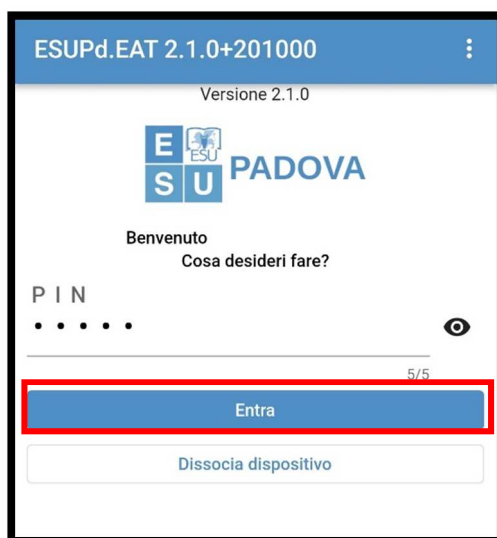 ESUPd.EAT 2.1.0+201000
Versione 2.1.0
E ESU
S U
PADOVA
Benvenuto
Cosa desideri fare?
PIN
•••••
5/5
Entra
Dissocia dispositivo